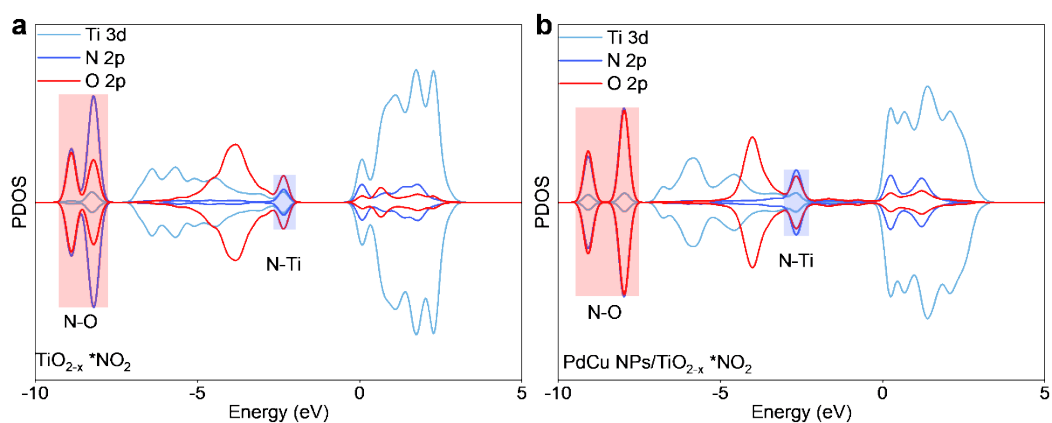 a
Ti 3d
N 2p
O 2p
PDOS
N-O
N-Ti
TiO2-x *NO2
-10
-5
0
5
Energy (eV)
b
Ti 3d
N 2p
O 2p
PDOS
N-O
N-Ti
PdCu NPs/TiO2-x *NO2
-10
-5
0
5
Energy (eV)